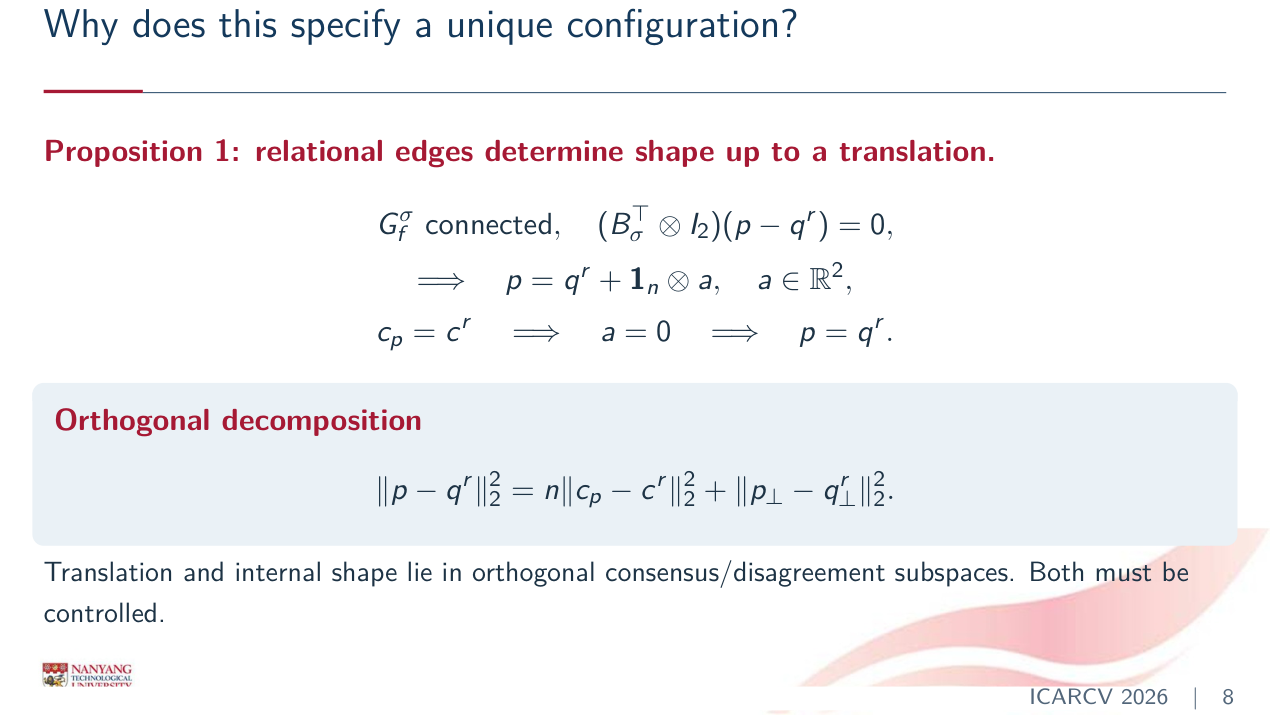 Why does this specify a unique configuration?
Proposition 1: relational edges determine shape up to a translation.
G_f^σ connected, (B_σ^⊤ ⊗ I_2)(p − q^r) = 0,
⟹ p = q^r + 𝟏_n ⊗ a, a ∈ ℝ^2,
c_p = c^r ⟹ a = 0 ⟹ p = q^r.
Orthogonal decomposition
‖p − q^r‖_2^2 = n‖c_p − c^r‖_2^2 + ‖p_⊥ − q_⊥^r‖_2^2.
Translation and internal shape lie in orthogonal consensus/disagreement subspaces. Both must be
controlled.
NANYANG
TECHNOLOGICAL
UNIVERSITY
ICARCV 2026 | 8